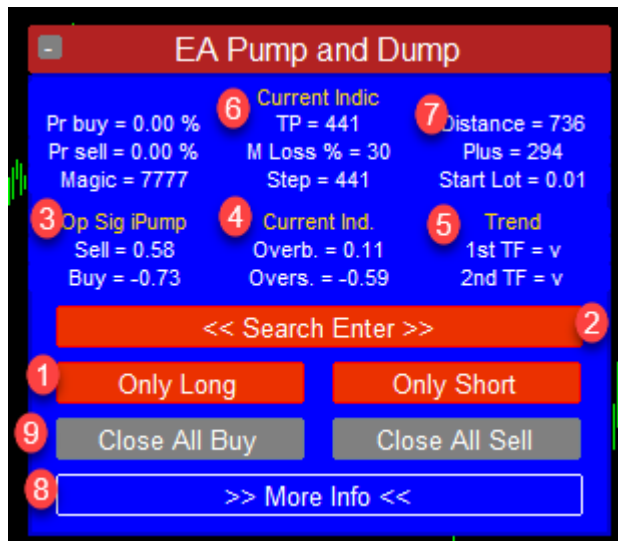 - EA Pump and Dump
Current Indic
6 7
Pr buy = 0.00 % TP = 441 Distance = 736
Pr sell = 0.00 % M Loss % = 30 Plus = 294
Magic = 7777 Step = 441 Start Lot = 0.01
3 Op Sig iPump 4 Current Ind. 5 Trend
Sell = 0.58 Overb. = 0.11 1st TF = v
Buy = -0.73 Overs. = -0.59 2nd TF = v
<< Search Enter >> 2
1 Only Long Only Short
9 Close All Buy Close All Sell
8 >> More Info <<